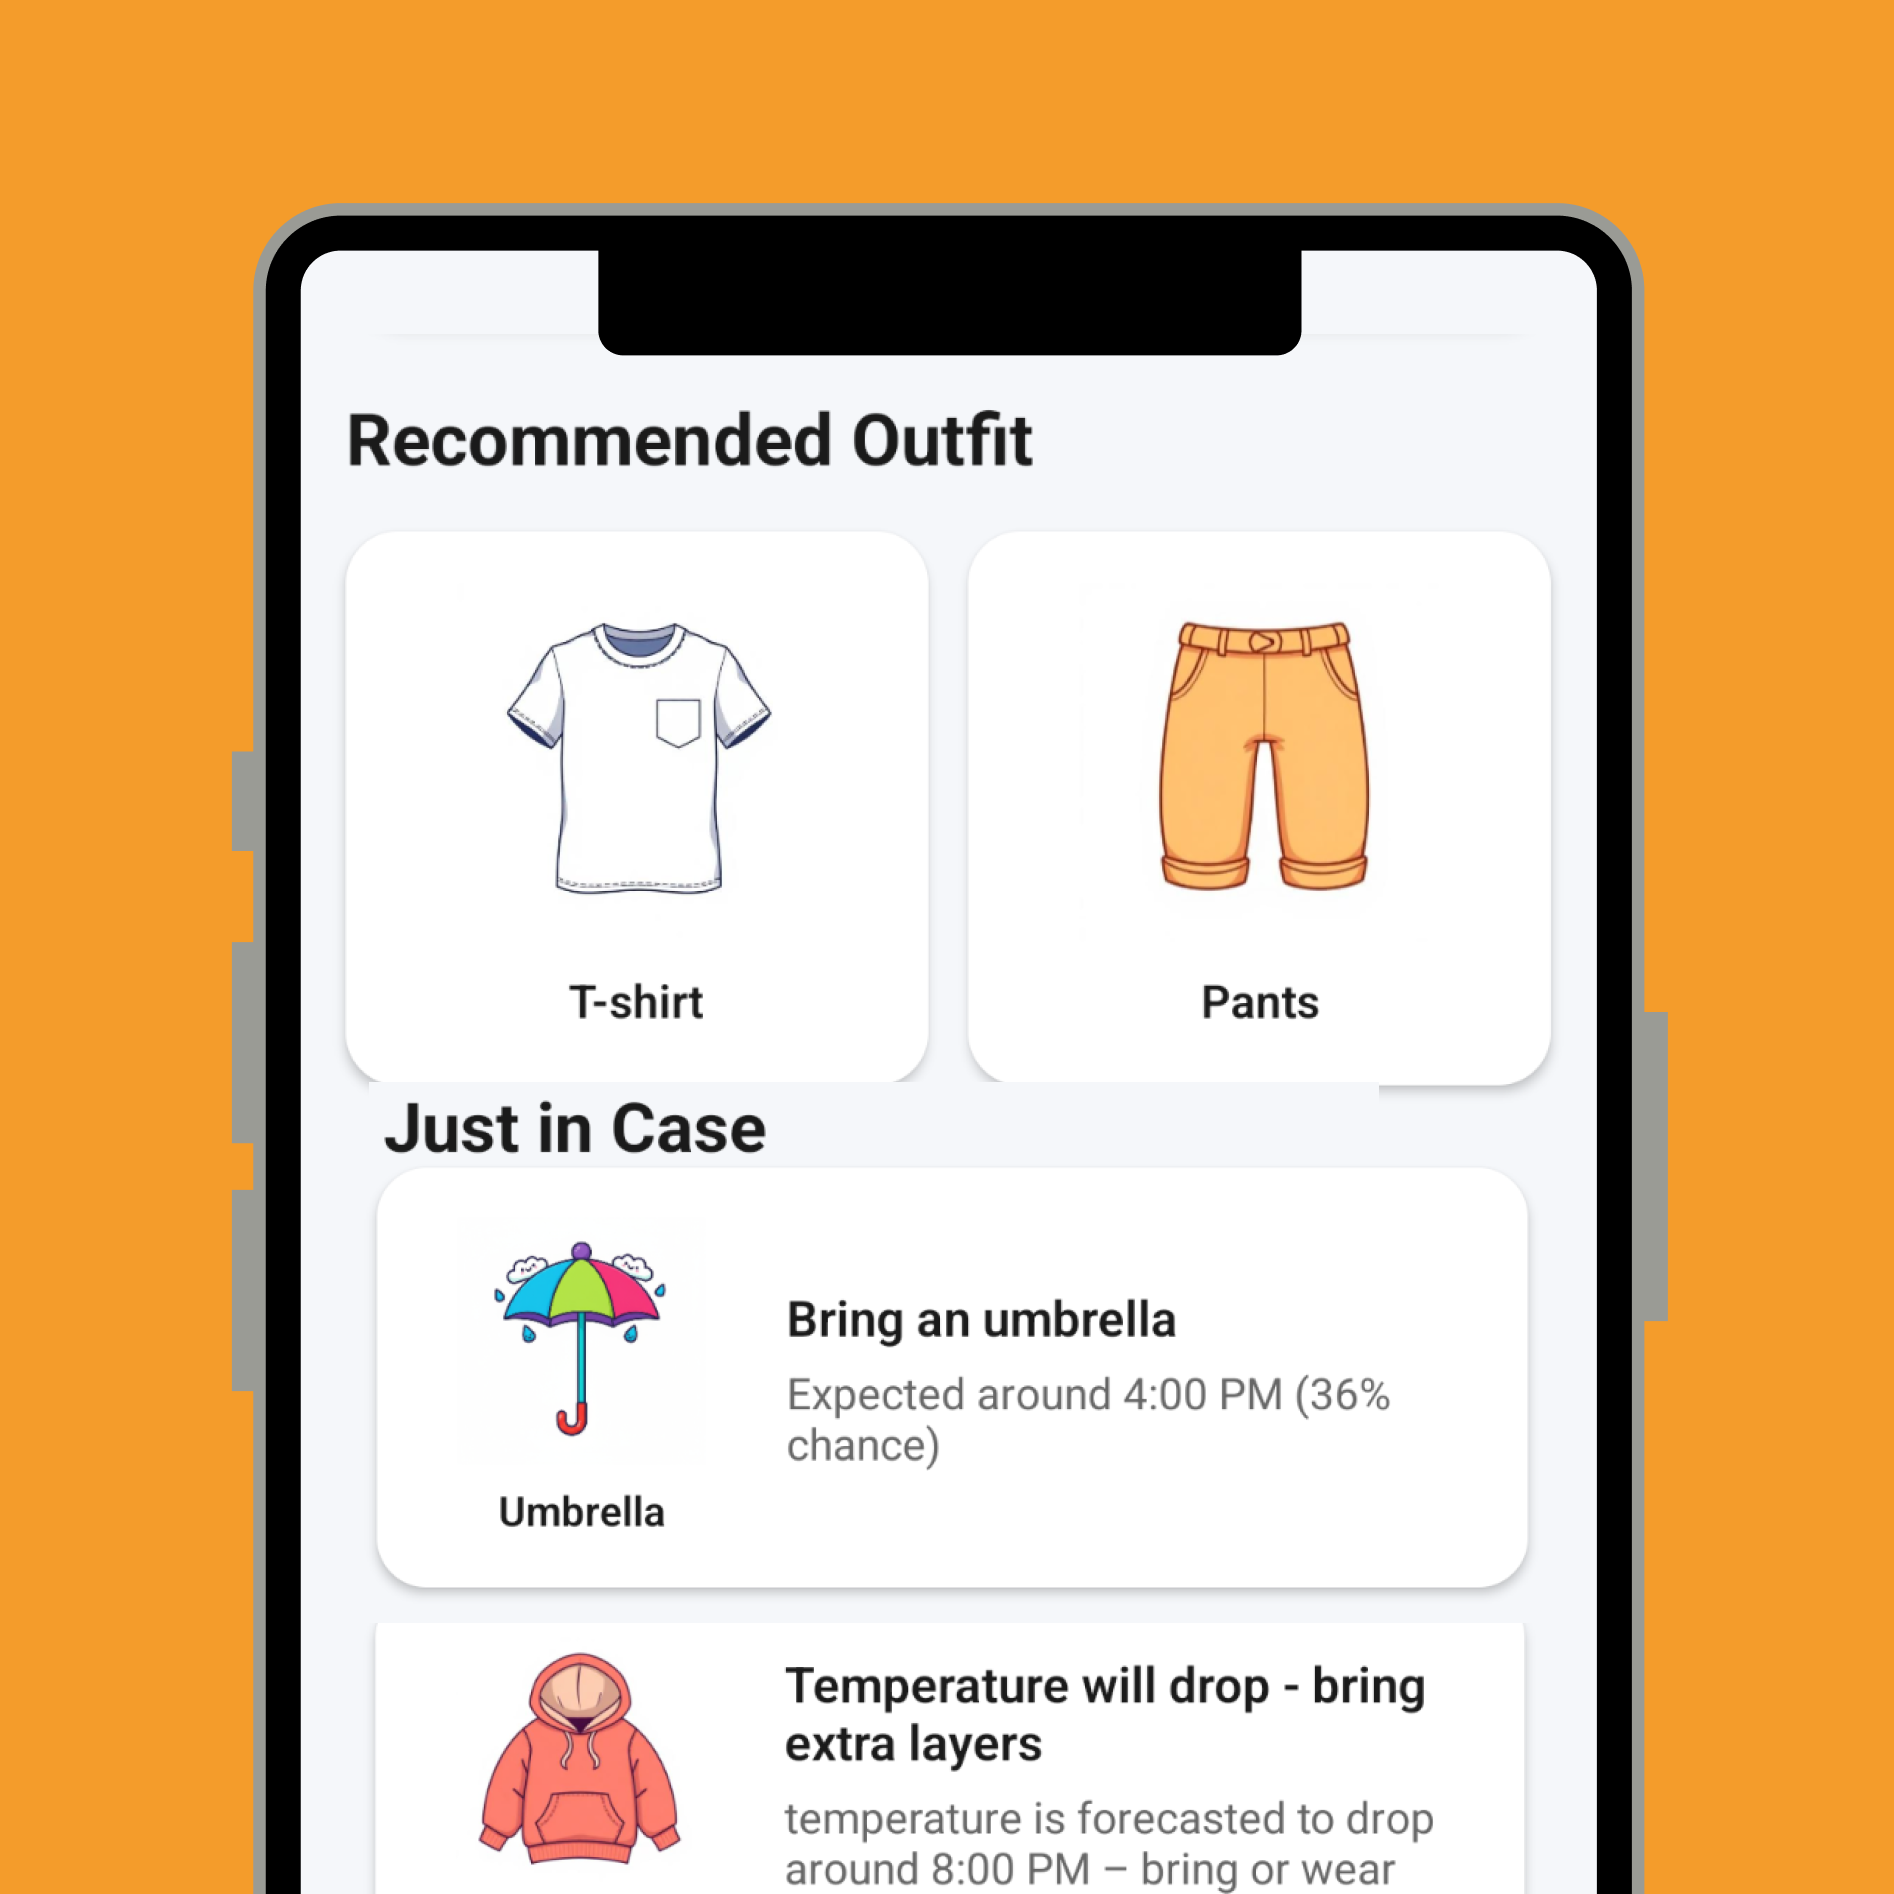 Recommended Outfit
T-shirt
Pants
Just in Case
Bring an umbrella
Expected around 4:00 PM (36%
chance)
Umbrella
Temperature will drop - bring
extra layers
temperature is forecasted to drop
around 8:00 PM – bring or wear